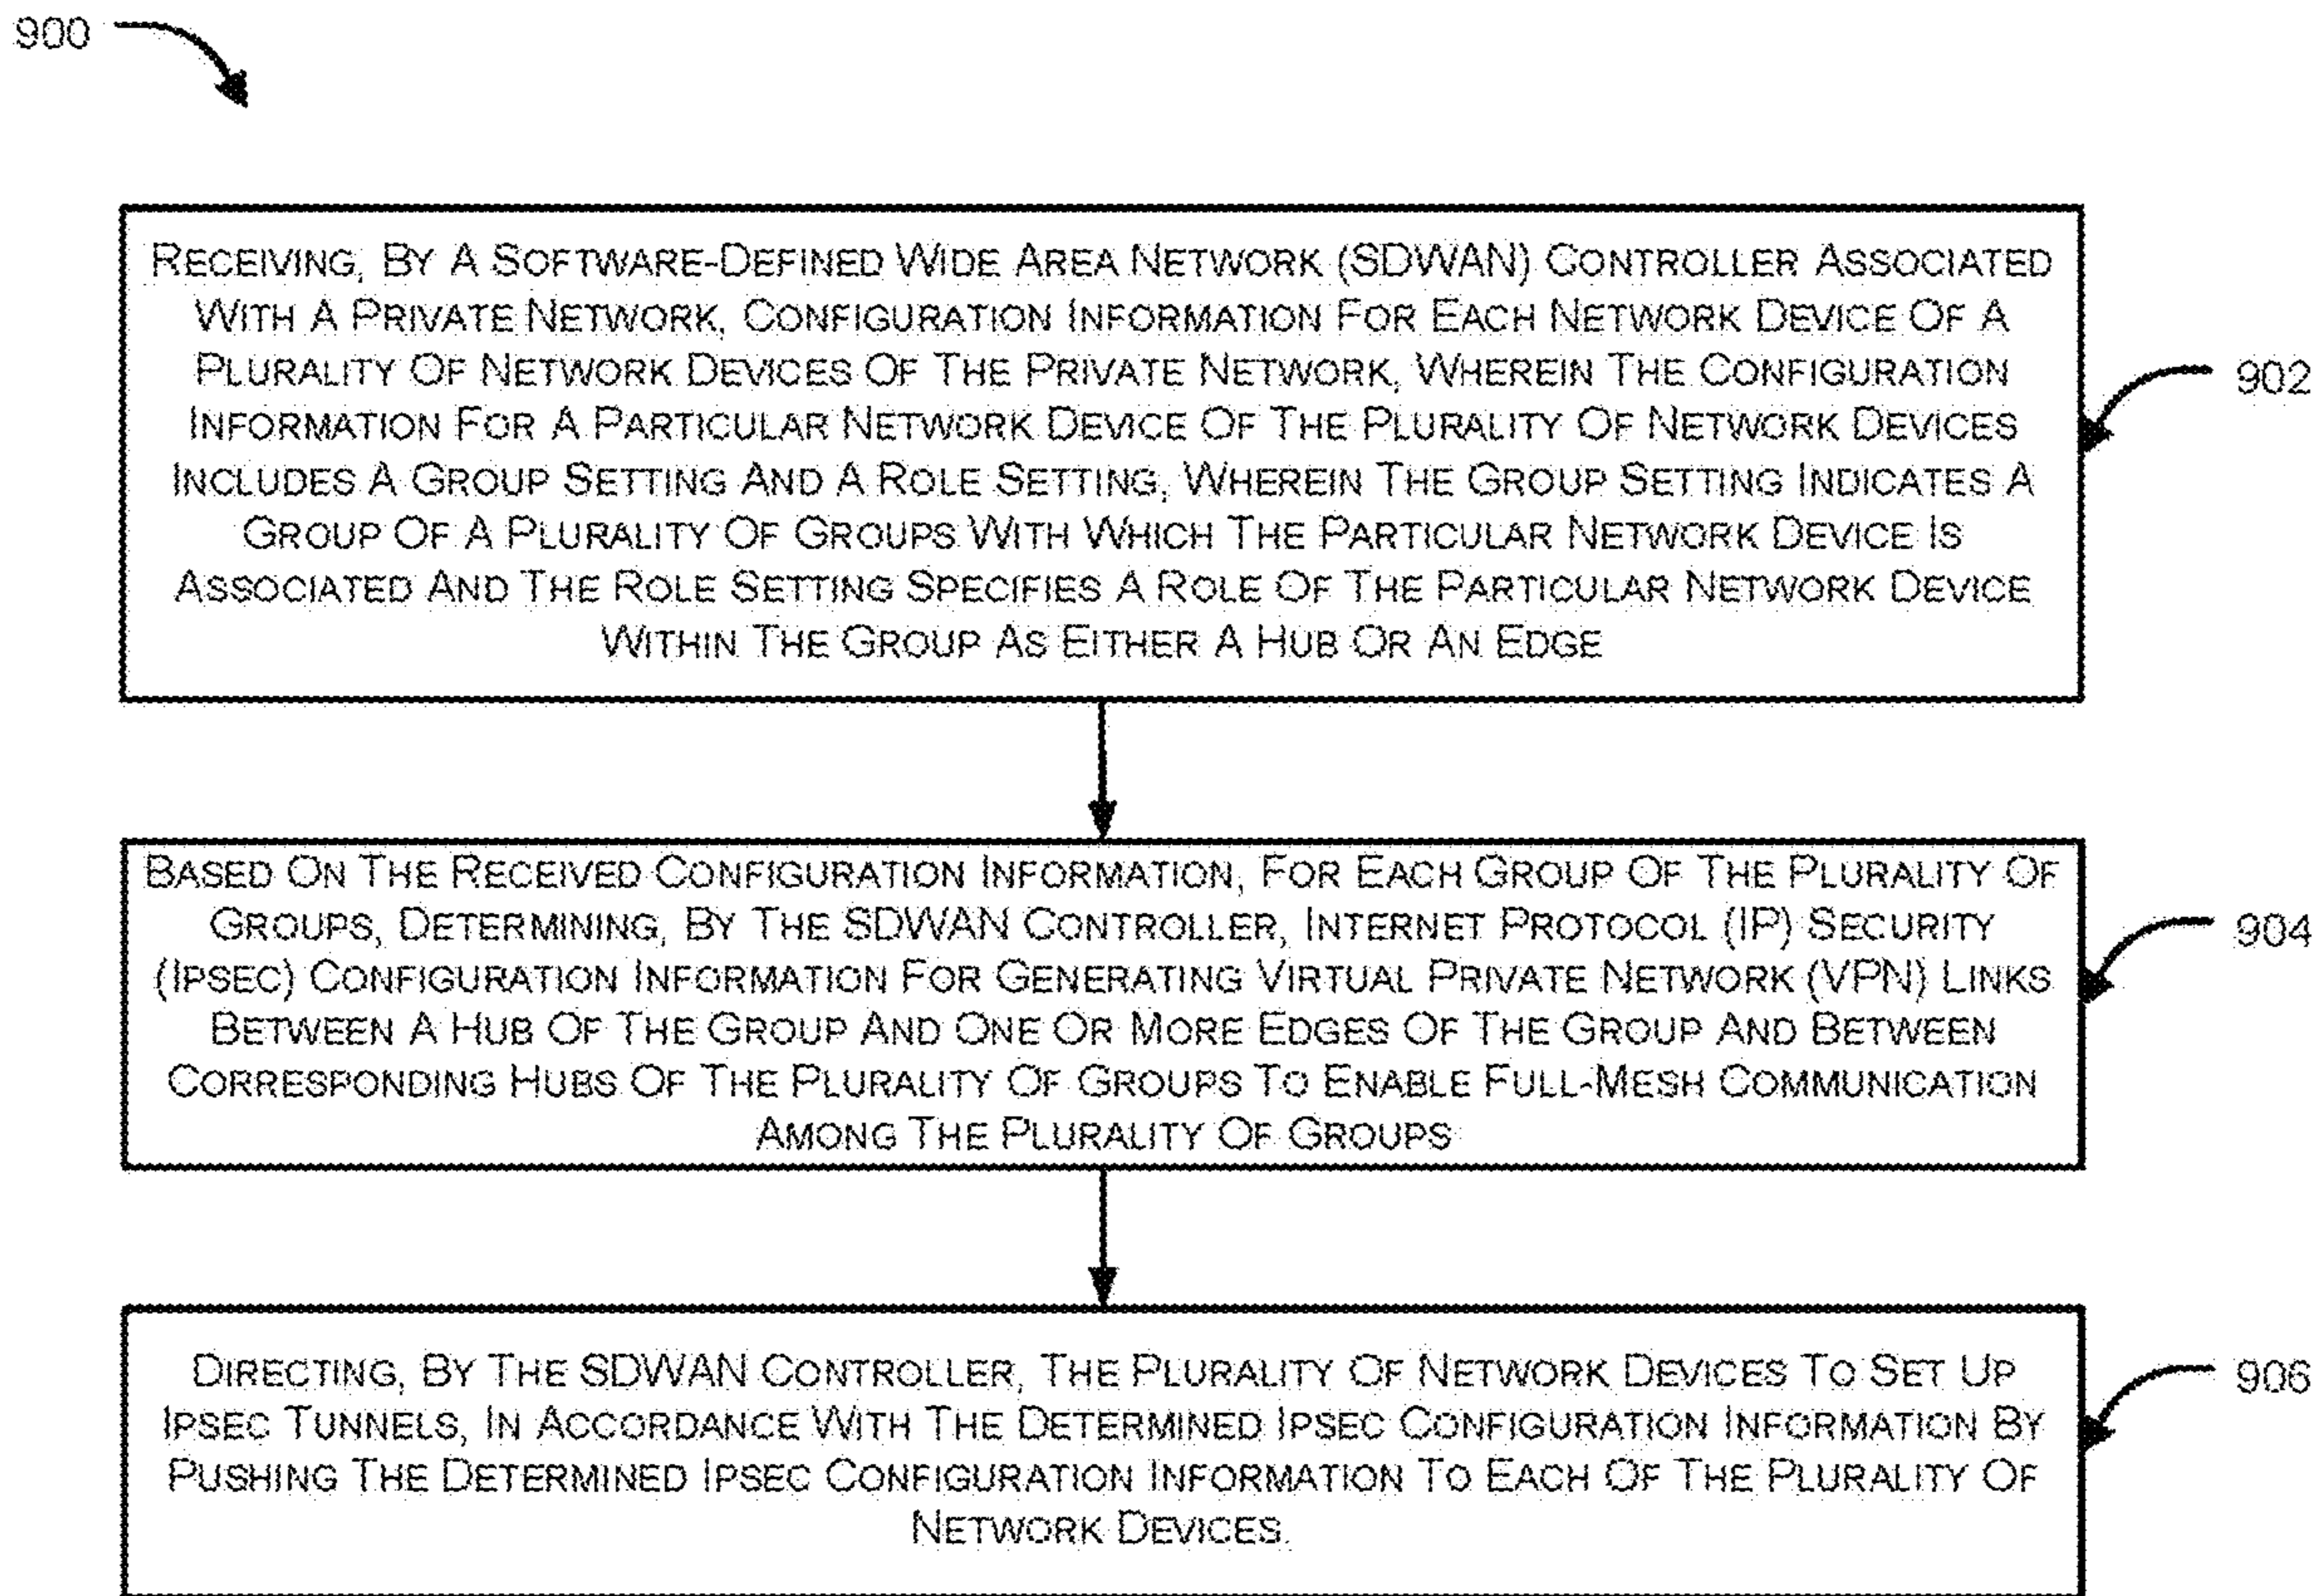 900
RECEIVING, BY A SOFTWARE-DEFINED WIDE AREA NETWORK (SDWAN) CONTROLLER ASSOCIATED
WITH A PRIVATE NETWORK, CONFIGURATION INFORMATION FOR EACH NETWORK DEVICE OF A
PLURALITY OF NETWORK DEVICES OF THE PRIVATE NETWORK, WHEREIN THE CONFIGURATION
INFORMATION FOR A PARTICULAR NETWORK DEVICE OF THE PLURALITY OF NETWORK DEVICES
INCLUDES A GROUP SETTING AND A ROLE SETTING, WHEREIN THE GROUP SETTING INDICATES A
GROUP OF A PLURALITY OF GROUPS WITH WHICH THE PARTICULAR NETWORK DEVICE IS
ASSOCIATED AND THE ROLE SETTING SPECIFIES A ROLE OF THE PARTICULAR NETWORK DEVICE
WITHIN THE GROUP AS EITHER A HUB OR AN EDGE
902
BASED ON THE RECEIVED CONFIGURATION INFORMATION, FOR EACH GROUP OF THE PLURALITY OF
GROUPS, DETERMINING, BY THE SDWAN CONTROLLER, INTERNET PROTOCOL (IP) SECURITY
(IPSEC) CONFIGURATION INFORMATION FOR GENERATING VIRTUAL PRIVATE NETWORK (VPN) LINKS
BETWEEN A HUB OF THE GROUP AND ONE OR MORE EDGES OF THE GROUP AND BETWEEN
CORRESPONDING HUBS OF THE PLURALITY OF GROUPS TO ENABLE FULL-MESH COMMUNICATION
AMONG THE PLURALITY OF GROUPS
904
DIRECTING, BY THE SDWAN CONTROLLER, THE PLURALITY OF NETWORK DEVICES TO SET UP
IPSEC TUNNELS, IN ACCORDANCE WITH THE DETERMINED IPSEC CONFIGURATION INFORMATION BY
PUSHING THE DETERMINED IPSEC CONFIGURATION INFORMATION TO EACH OF THE PLURALITY OF
NETWORK DEVICES.
906